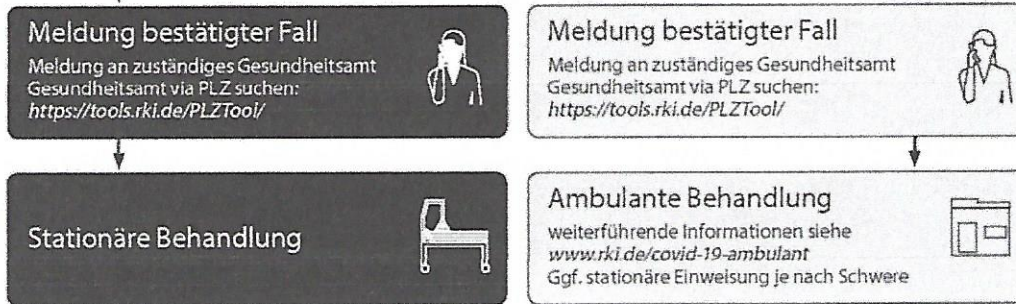 Meldung bestätigter Fall
Meldung an zuständiges Gesundheitsamt
Gesundheitsamt via PLZ suchen:
https://tools.rki.de/PLZTool/
Stationäre Behandlung
Meldung bestätigter Fall
Meldung an zuständiges Gesundheitsamt
Gesundheitsamt via PLZ suchen:
https://tools.rki.de/PLZTool/
Ambulante Behandlung
weiterführende Informationen siehe
www.rki.de/covid-19-ambulant
Ggf. stationäre Einweisung je nach Schwere